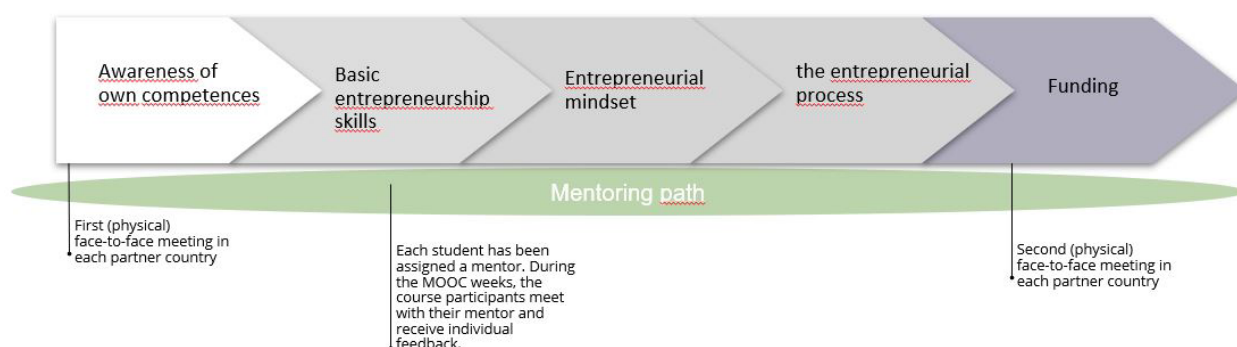 Awareness of
own competences
Basic
entrepreneurship
skills
Entrepreneurial
mindset
the entrepreneurial
process
Funding
Mentoring path
First (physical)
face-to-face meeting in
each partner country
Each student has been
assigned a mentor. During
the MOOC weeks, the
course participants meet
with their mentor and
receive individual
feedback.
Second (physical)
face-to-face meeting in
each partner country